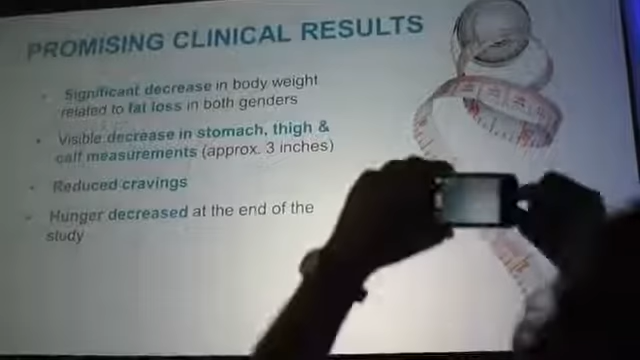 PROMISING CLINICAL RESULTS
Significant decrease in body weight
related to fat loss in both genders
Visible decrease in stomach, thigh &
calf measurements (approx. 3 inches)
Reduced cravings
Hunger decreased at the end of the
study